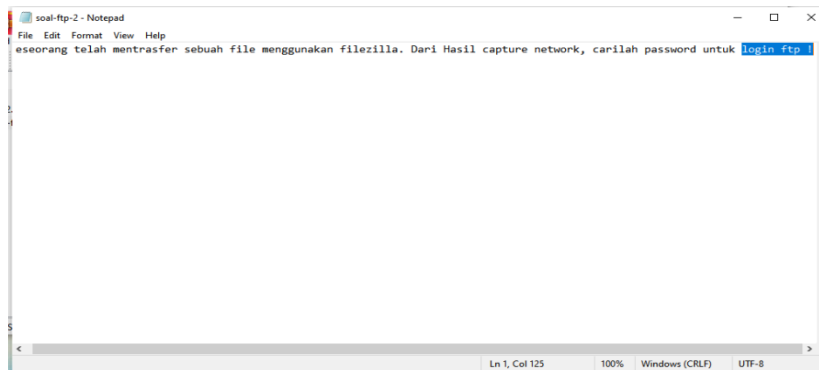 soal-ftp-2 - Notepad
File Edit Format View Help
eseorang telah mentrasfer sebuah file menggunakan filezilla. Dari Hasil capture network, carilah password untuk login ftp !
Ln 1, Col 125 100% Windows (CRLF) UTF-8